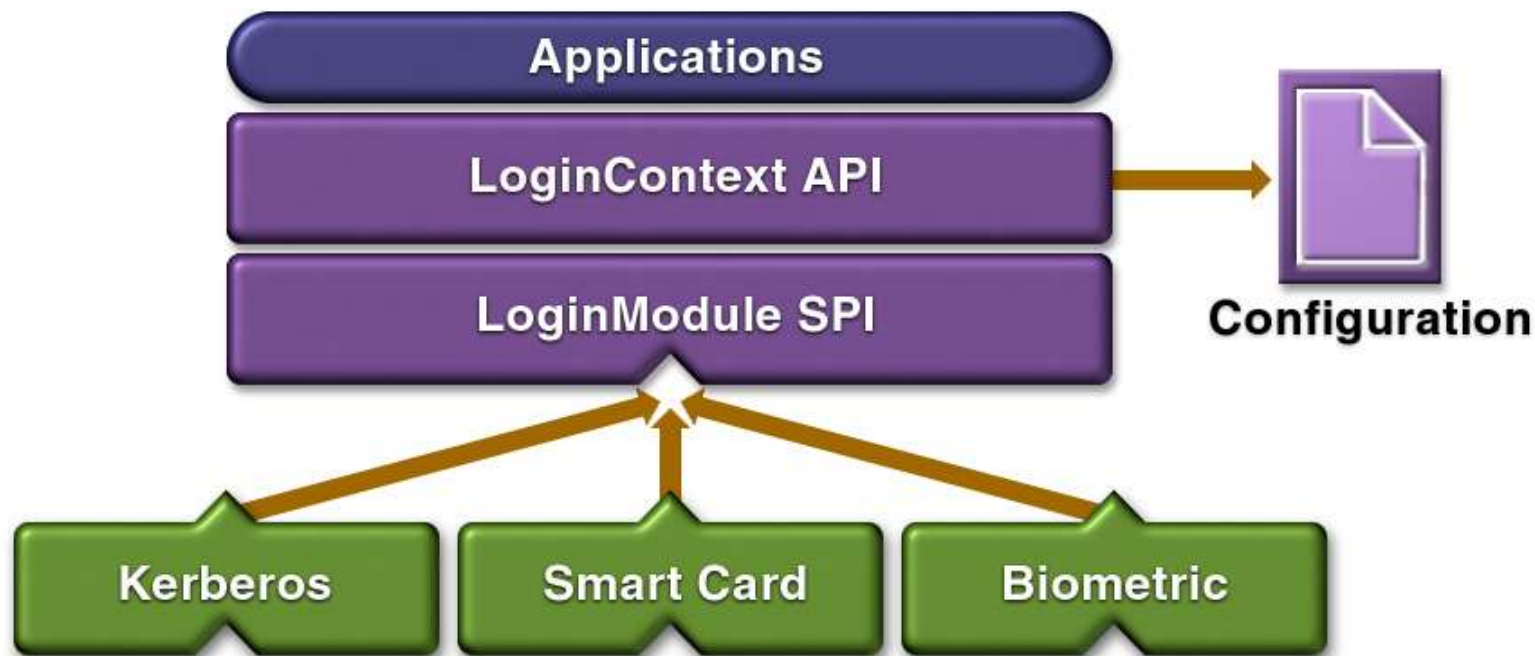 Applications
LoginContext API
LoginModule SPI
Configuration
Kerberos
Smart Card
Biometric